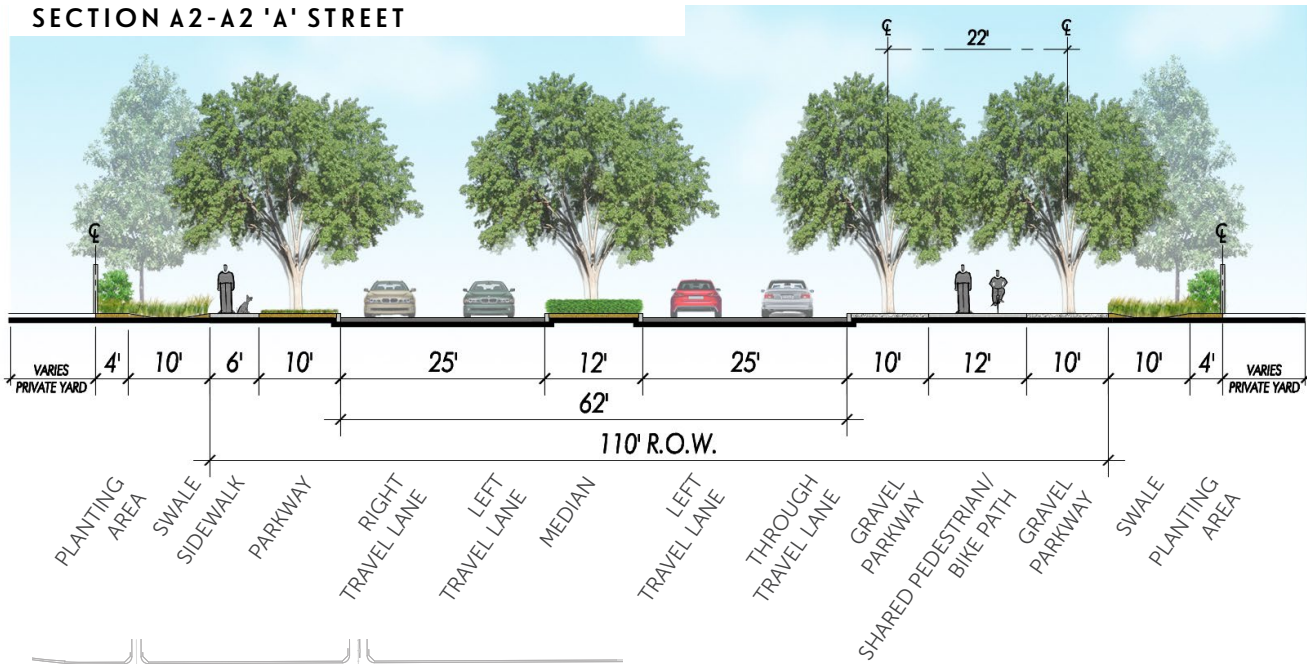 SECTION A2-A2 'A' STREET
℄ ℄
22'
℄ ℄
VARIES
PRIVATE YARD
4' 10' 6' 10' 25' 12' 25' 10' 12' 10' 10' 4'
VARIES
PRIVATE YARD
62'
110' R.O.W.
PLANTING
AREA
SWALE
SIDEWALK
PARKWAY
RIGHT
TRAVEL LANE
LEFT
TRAVEL LANE
MEDIAN
LEFT
TRAVEL LANE
THROUGH
TRAVEL LANE
GRAVEL
PARKWAY
SHARED PEDESTRIAN/
BIKE PATH
GRAVEL
PARKWAY
SWALE
PLANTING
AREA